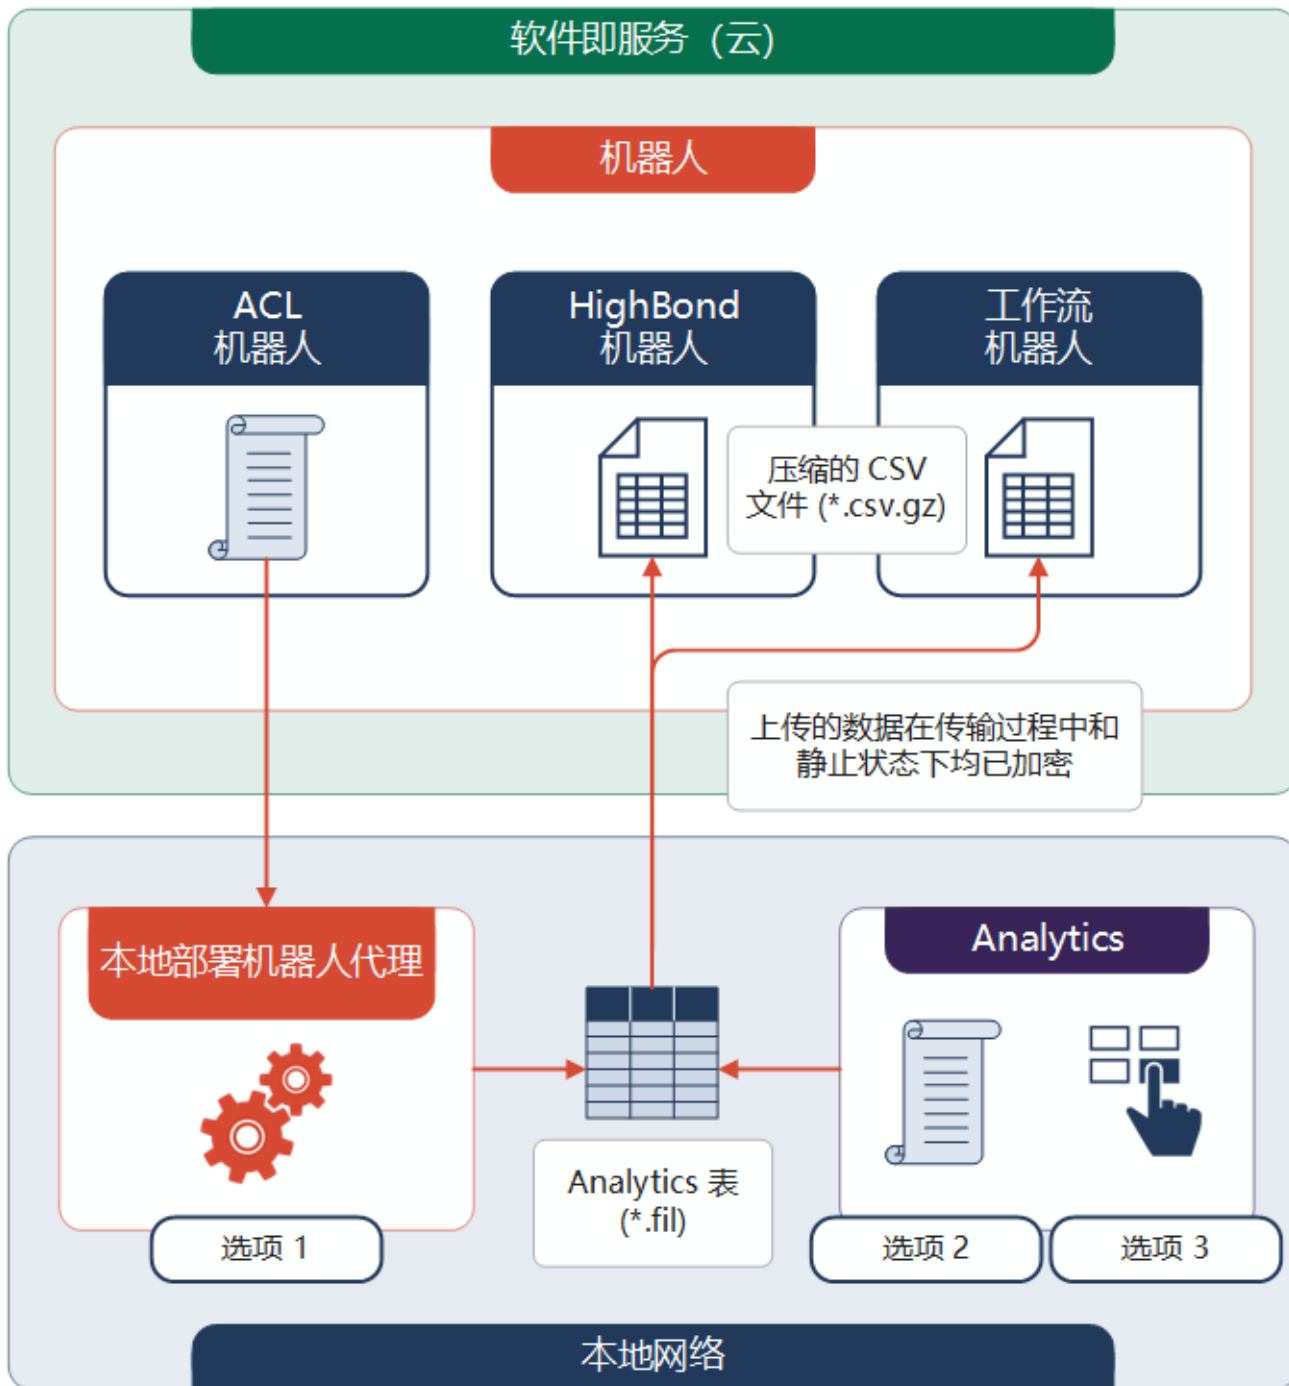 软件即服务（云）
机器人
ACL
机器人
HighBond
机器人
工作流
机器人
压缩的 CSV
文件 (*.csv.gz)
上传的数据在传输过程中和
静止状态下均已加密
本地部署机器人代理
Analytics
Analytics 表
(*.fil)
选项 1
选项 2
选项 3
本地网络